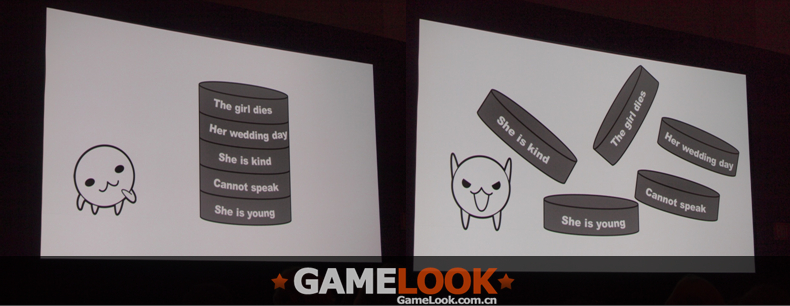 The girl dies
Her wedding day
She is kind
Cannot speak
She is young
She is kind
The girl dies
Her wedding day
Cannot speak
She is young
GAMELOOK
GameLook.com.cn